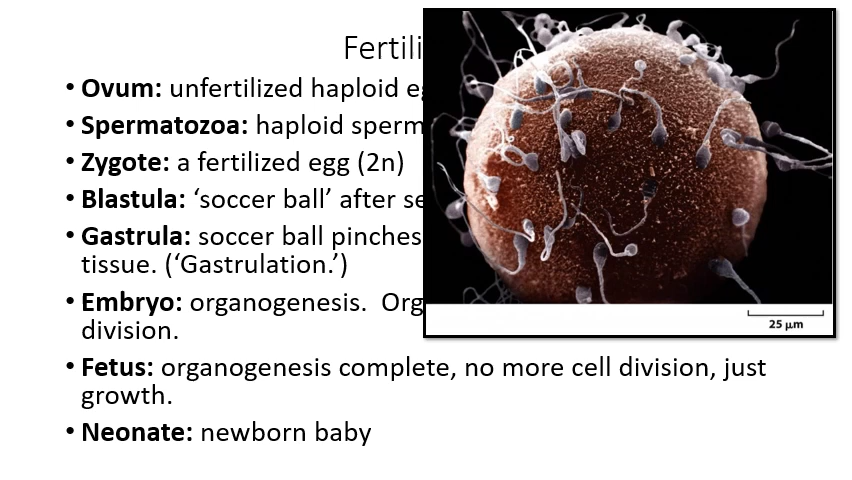 Fertili
• Ovum: unfertilized haploid eg
• Spermatozoa: haploid sperm
• Zygote: a fertilized egg (2n)
• Blastula: ‘soccer ball’ after se
• Gastrula: soccer ball pinches
tissue. (‘Gastrulation.’)
• Embryo: organogenesis. Org
division.
• Fetus: organogenesis complete, no more cell division, just
growth.
• Neonate: newborn baby
25 µm